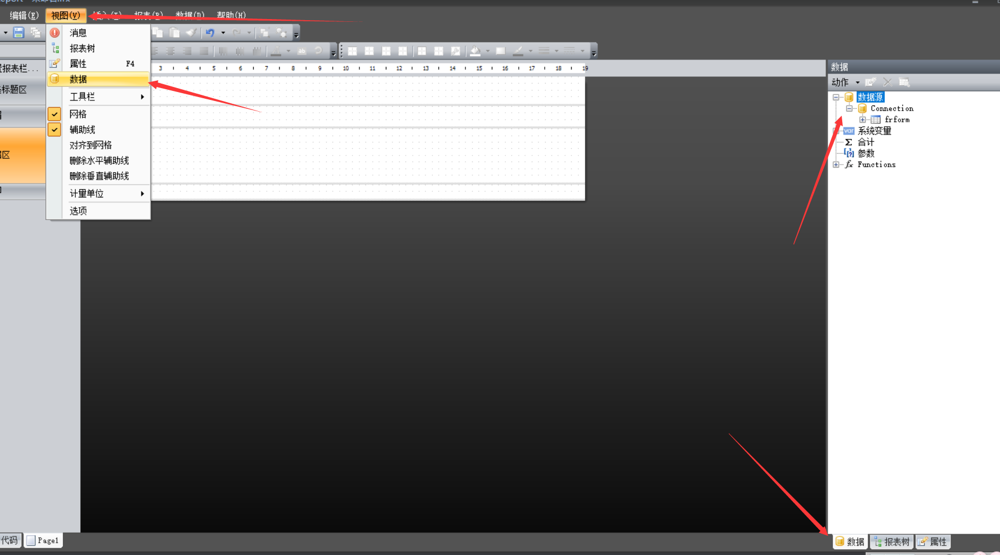 编辑(E) 视图(V) 插入(I) 报表(R) 数据(D) 帮助(H)
消息
报表树
属性 F4
数据
工具栏
网格
辅助线
对齐到网格
删除水平辅助线
删除垂直辅助线
计量单位
选项
报表栏...
标题区
区
3 4 5 6 7 8 9 10 11 12 13 14 15 16 17 18 19
ab
数据
动作
数据源
Connection
frform
var 系统变量
Σ 合计
[?] 参数
fx Functions
代码 Page1
数据 报表树 属性